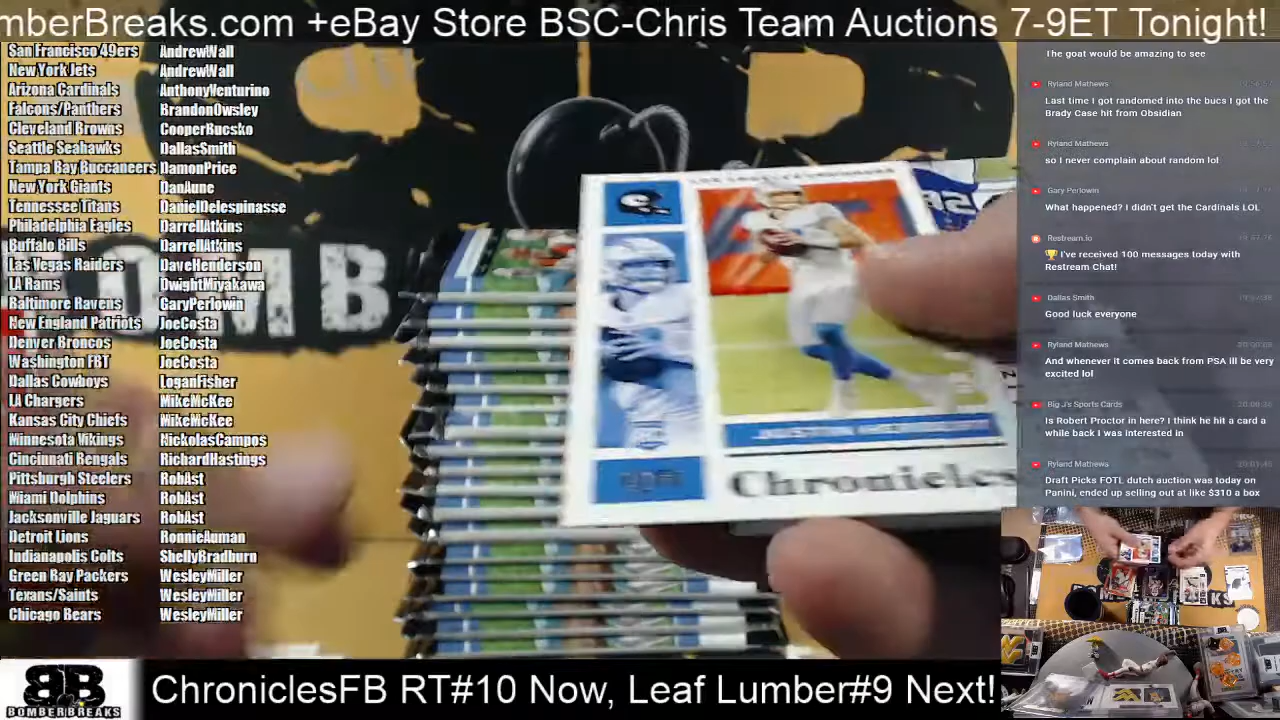 mberBreaks.com +eBay Store BSC-Chris Team Auctions 7-9ET Tonight!
San Francisco 49ers AndrewWall
New York Jets AndrewWall
Arizona Cardinals AnthonyVenturino
Falcons/Panthers BrandonOwsley
Cleveland Browns CooperBucsko
Seattle Seahawks DallasSmith
Tampa Bay Buccaneers DamonPrice
New York Giants DanAune
Tennessee Titans DanielDelespinasse
Philadelphia Eagles DarrellAtkins
Buffalo Bills DarrellAtkins
Las Vegas Raiders DaveHenderson
LA Rams DwightMiyakawa
Baltimore Ravens GaryPerlowin
New England Patriots JoeCosta
Denver Broncos JoeCosta
Washington FBT JoeCosta
Dallas Cowboys LoganFisher
LA Chargers MikeMcKee
Kansas City Chiefs MikeMcKee
Minnesota Vikings NickolasCampos
Cincinnati Bengals RichardHastings
Pittsburgh Steelers RobAst
Miami Dolphins RobAst
Jacksonville Jaguars RobAst
Detroit Lions RonnieAuman
Indianapolis Colts ShellyBradburn
Green Bay Packers WesleyMiller
Texans/Saints WesleyMiller
Chicago Bears WesleyMiller
OMB
Chronicles
The goat would be amazing to see
Ryland Mathews
Last time I got randomed into the bucs I got the
Brady Case hit from Obsidian
Ryland Mathews
so I never complain about random lol
Gary Perlowin
What happened? I didn't get the Cardinals LOL
Restream.io
🏆 I've received 100 messages today with
Restream Chat!
Dallas Smith
Good luck everyone
Ryland Mathews
And whenever it comes back from PSA ill be very
excited lol
Big J's Sports Cards
Is Robert Proctor in here? I think he hit a card a
while back I was interested in
Ryland Mathews
Draft Picks FOTL dutch auction was today on
Panini, ended up selling out at like $310 a box
BB
BOMBERBREAKS
ChroniclesFB RT#10 Now, Leaf Lumber#9 Next!